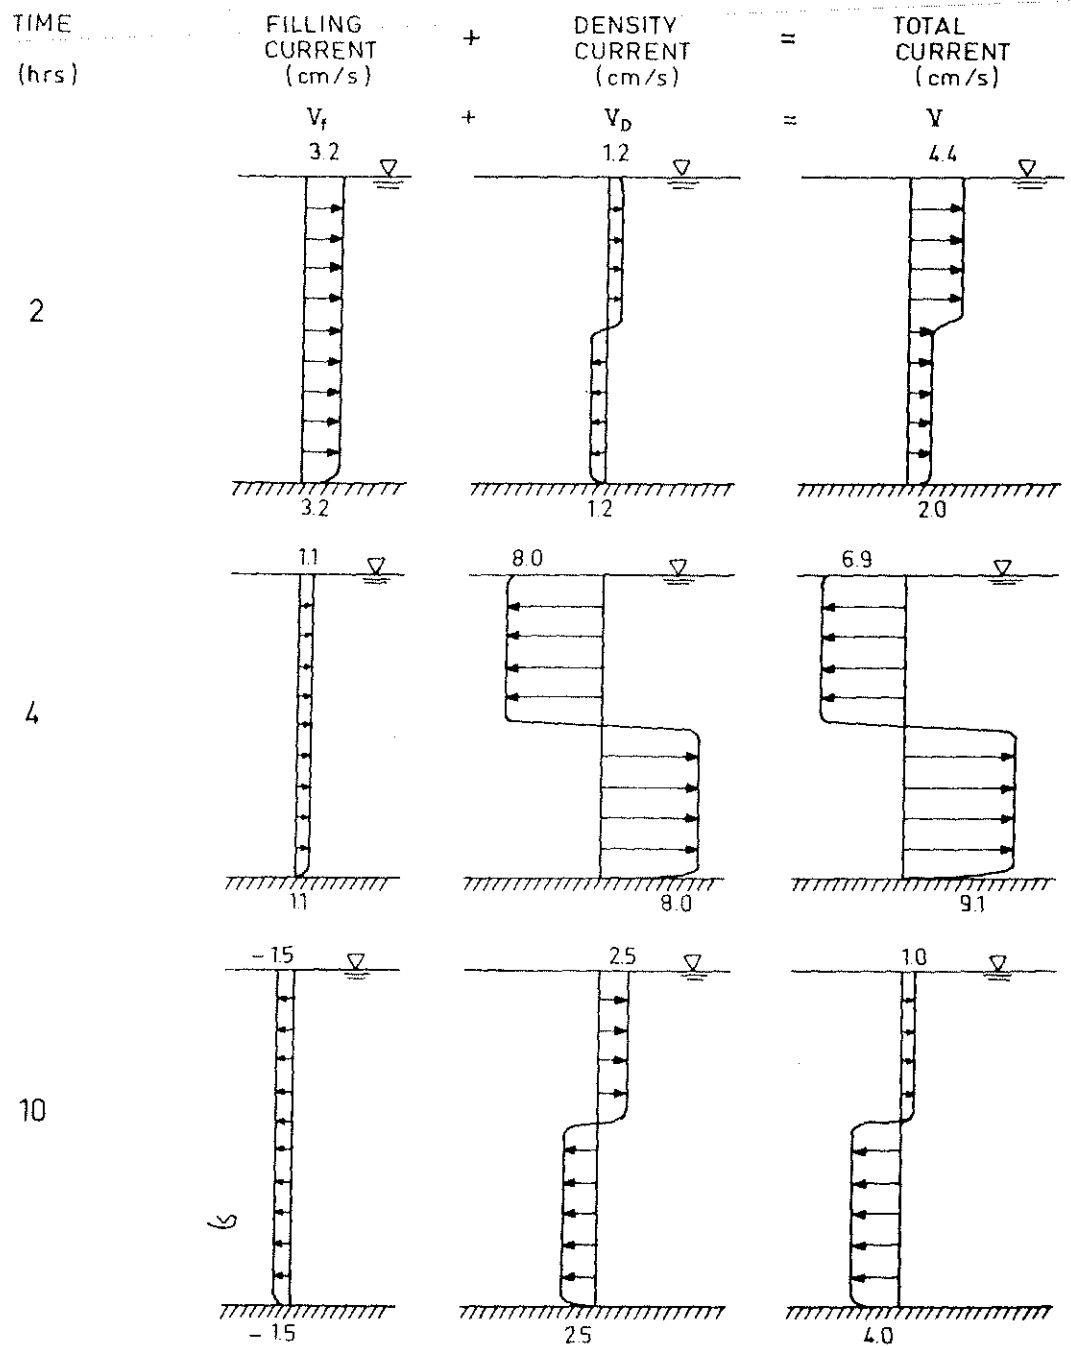 TIME FILLING + DENSITY = TOTAL
CURRENT CURRENT CURRENT
(hrs) (cm/s) (cm/s) (cm/s)
Vf + VD = V
3.2 1.2 4.4
2
3.2 1.2 2.0
1.1 8.0 6.9
4
1.1 8.0 9.1
-1.5 2.5 1.0
10
-1.5 2.5 4.0